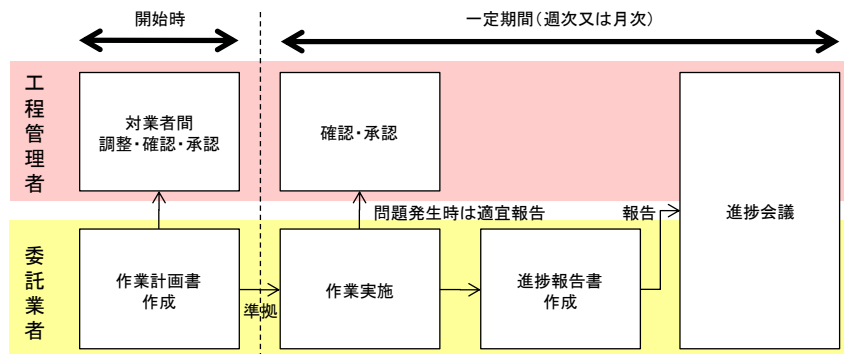 開始時
一定期間(週次又は月次)
工程管理者
対業者間
調整・確認・承認
確認・承認
進捗会議
問題発生時は適宜報告
報告
委託業者
作業計画書
作成
準拠
作業実施
進捗報告書
作成